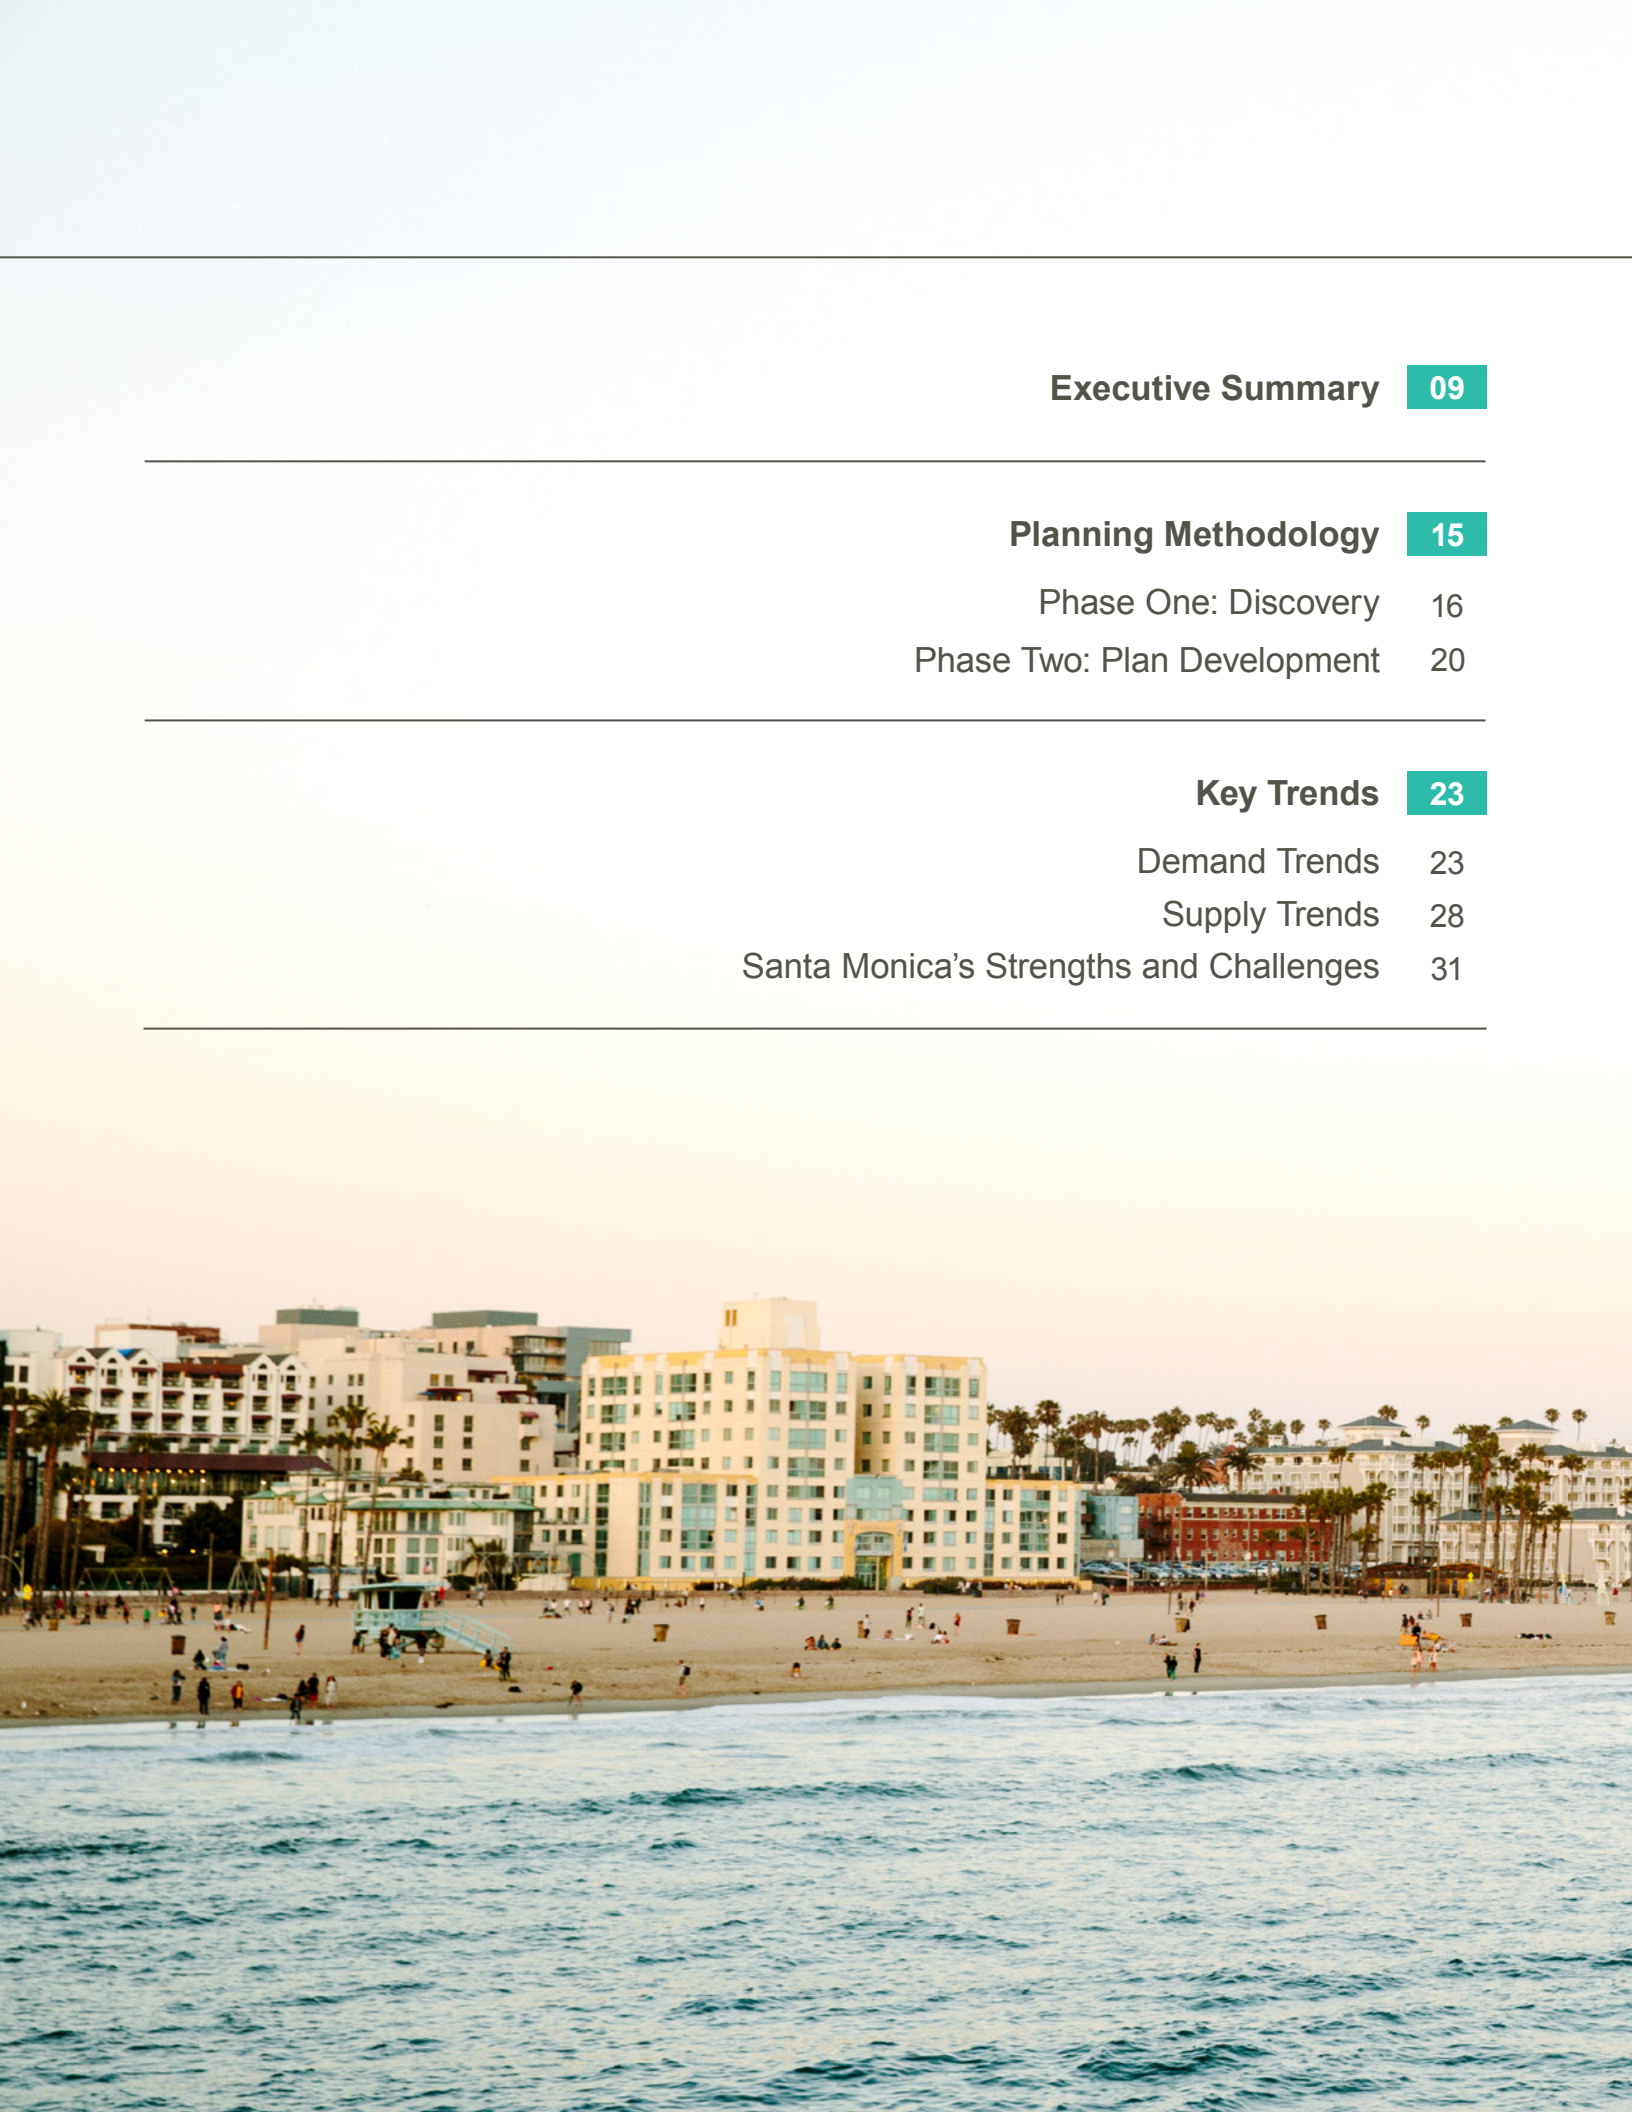 Executive Summary 09
Planning Methodology 15
Phase One: Discovery 16
Phase Two: Plan Development 20
Key Trends 23
Demand Trends 23
Supply Trends 28
Santa Monica’s Strengths and Challenges 31